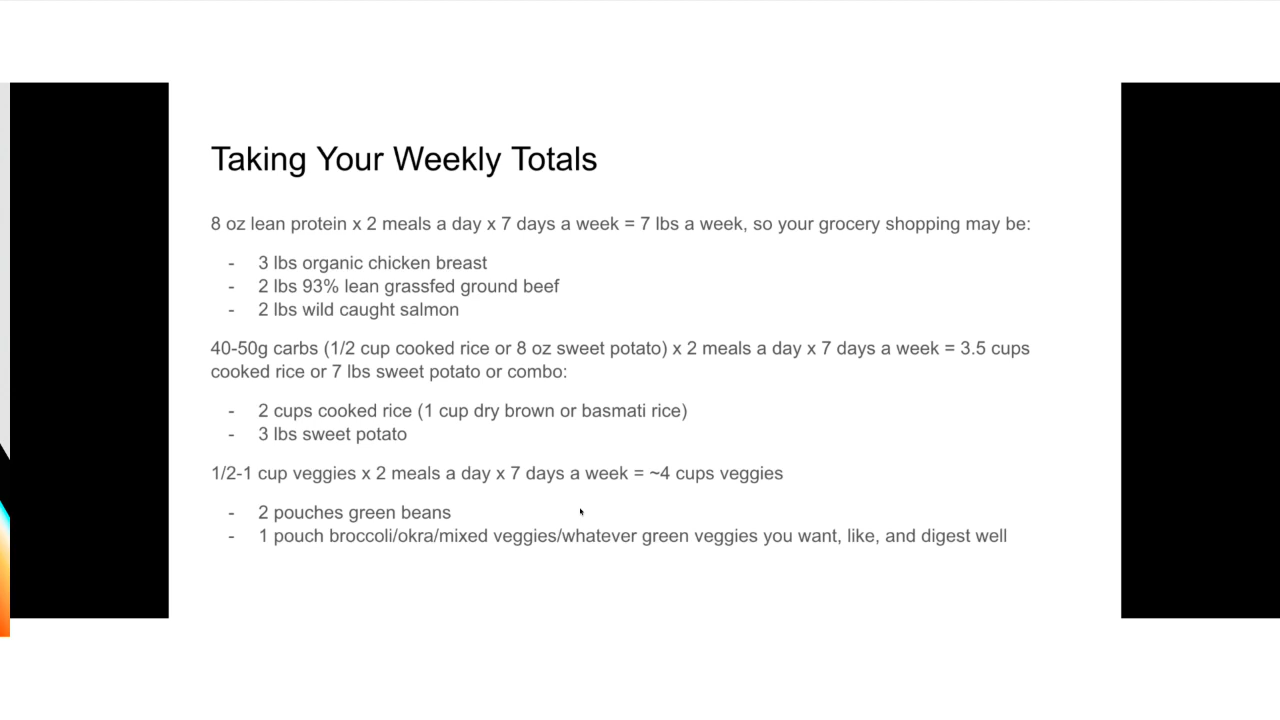 Taking Your Weekly Totals
8 oz lean protein x 2 meals a day x 7 days a week = 7 lbs a week, so your grocery shopping may be:
- 3 lbs organic chicken breast
- 2 lbs 93% lean grassfed ground beef
- 2 lbs wild caught salmon
40-50g carbs (1/2 cup cooked rice or 8 oz sweet potato) x 2 meals a day x 7 days a week = 3.5 cups
cooked rice or 7 lbs sweet potato or combo:
- 2 cups cooked rice (1 cup dry brown or basmati rice)
- 3 lbs sweet potato
1/2-1 cup veggies x 2 meals a day x 7 days a week = ~4 cups veggies
- 2 pouches green beans
- 1 pouch broccoli/okra/mixed veggies/whatever green veggies you want, like, and digest well